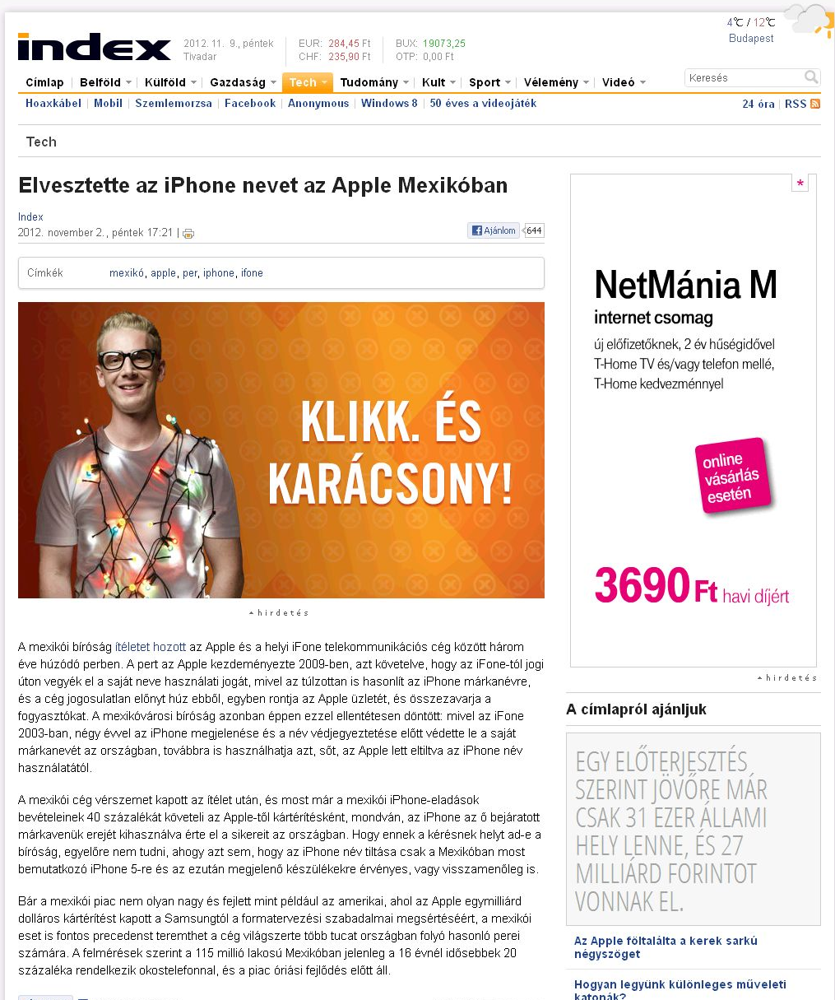 index
2012. 11. 9., péntek
Tivadar
EUR: 284,45 Ft
CHF: 235,90 Ft
BUX: 19073,25
OTP: 0,00 Ft
4℃ / 12℃
Budapest
Címlap Belföld Külföld Gazdaság Tech Tudomány Kult Sport Vélemény Videó
Keresés
Hoaxkábel Mobil Szemlemorzsa Facebook Anonymous Windows 8 50 éves a videojáték
24 óra RSS
Tech
Elvesztette az iPhone nevet az Apple Mexikóban
Index
2012. november 2., péntek 17:21 |
Ajánlom 644
Címkék mexikó, apple, per, iphone, ifone
KLIKK. ÉS
KARÁCSONY!
hirdetés
A mexikói bíróság ítéletet hozott az Apple és a helyi iFone telekommunikációs cég között három
éve húzódó perben. A pert az Apple kezdeményezte 2009-ben, azt követelve, hogy az iFone-tól jogi
úton vegyék el a saját neve használati jogát, mivel az túlzottan is hasonlít az iPhone márkanévre,
és a cég jogosulatlan előnyt húz ebből, egyben rontja az Apple üzletét, és összezavarja a
fogyasztókat. A mexikóvárosi bíróság azonban éppen ezzel ellentétesen döntött: mivel az iFone
2003-ban, négy évvel az iPhone megjelenése és a név védjegyeztetése előtt védette le a saját
márkanevét az országban, továbbra is használhatja azt, sőt, az Apple lett eltiltva az iPhone név
használatától.
A mexikói cég vérszemet kapott az ítélet után, és most már a mexikói iPhone-eladások
bevételeinek 40 százalékát követeli az Apple-től kártérítésként, mondván, az iPhone az ő bejáratott
márkavenük erejét kihasználva érte el a sikereit az országban. Hogy ennek a kérésnek helyt ad-e a
bíróság, egyelőre nem tudni, ahogy azt sem, hogy az iPhone név tiltása csak a Mexikóban most
bemutatkozó iPhone 5-re és az ezután megjelenő készülékekre érvényes, vagy visszamenőleg is.
Bár a mexikói piac nem olyan nagy és fejlett mint például az amerikai, ahol az Apple egymilliárd
dolláros kártérítést kapott a Samsungtól a formatervezési szabadalmai megsértéséért, a mexikói
eset is fontos precedenst teremthet a cég világszerte több tucat országban folyó hasonló perei
számára. A felmérések szerint a 115 millió lakosú Mexikóban jelenleg a 16 évnél idősebbek 20
százaléka rendelkezik okostelefonnal, és a piac óriási fejlődés előtt áll.
*
NetMánia M
internet csomag
új előfizetőknek, 2 év hűségidővel
T-Home TV és/vagy telefon mellé,
T-Home kedvezménnyel
online
vásárlás
esetén
3690 Ft havi díjért
hirdetés
A címlapról ajánljuk
EGY ELŐTERJESZTÉS
SZERINT JÖVŐRE MÁR
CSAK 31 EZER ÁLLAMI
HELY LENNE, ÉS 27
MILLIÁRD FORINTOT
VONNAK EL.
Az Apple föltalálta a kerek sarkú
négyszöget
Hogyan legyünk különleges műveleti
katonák?